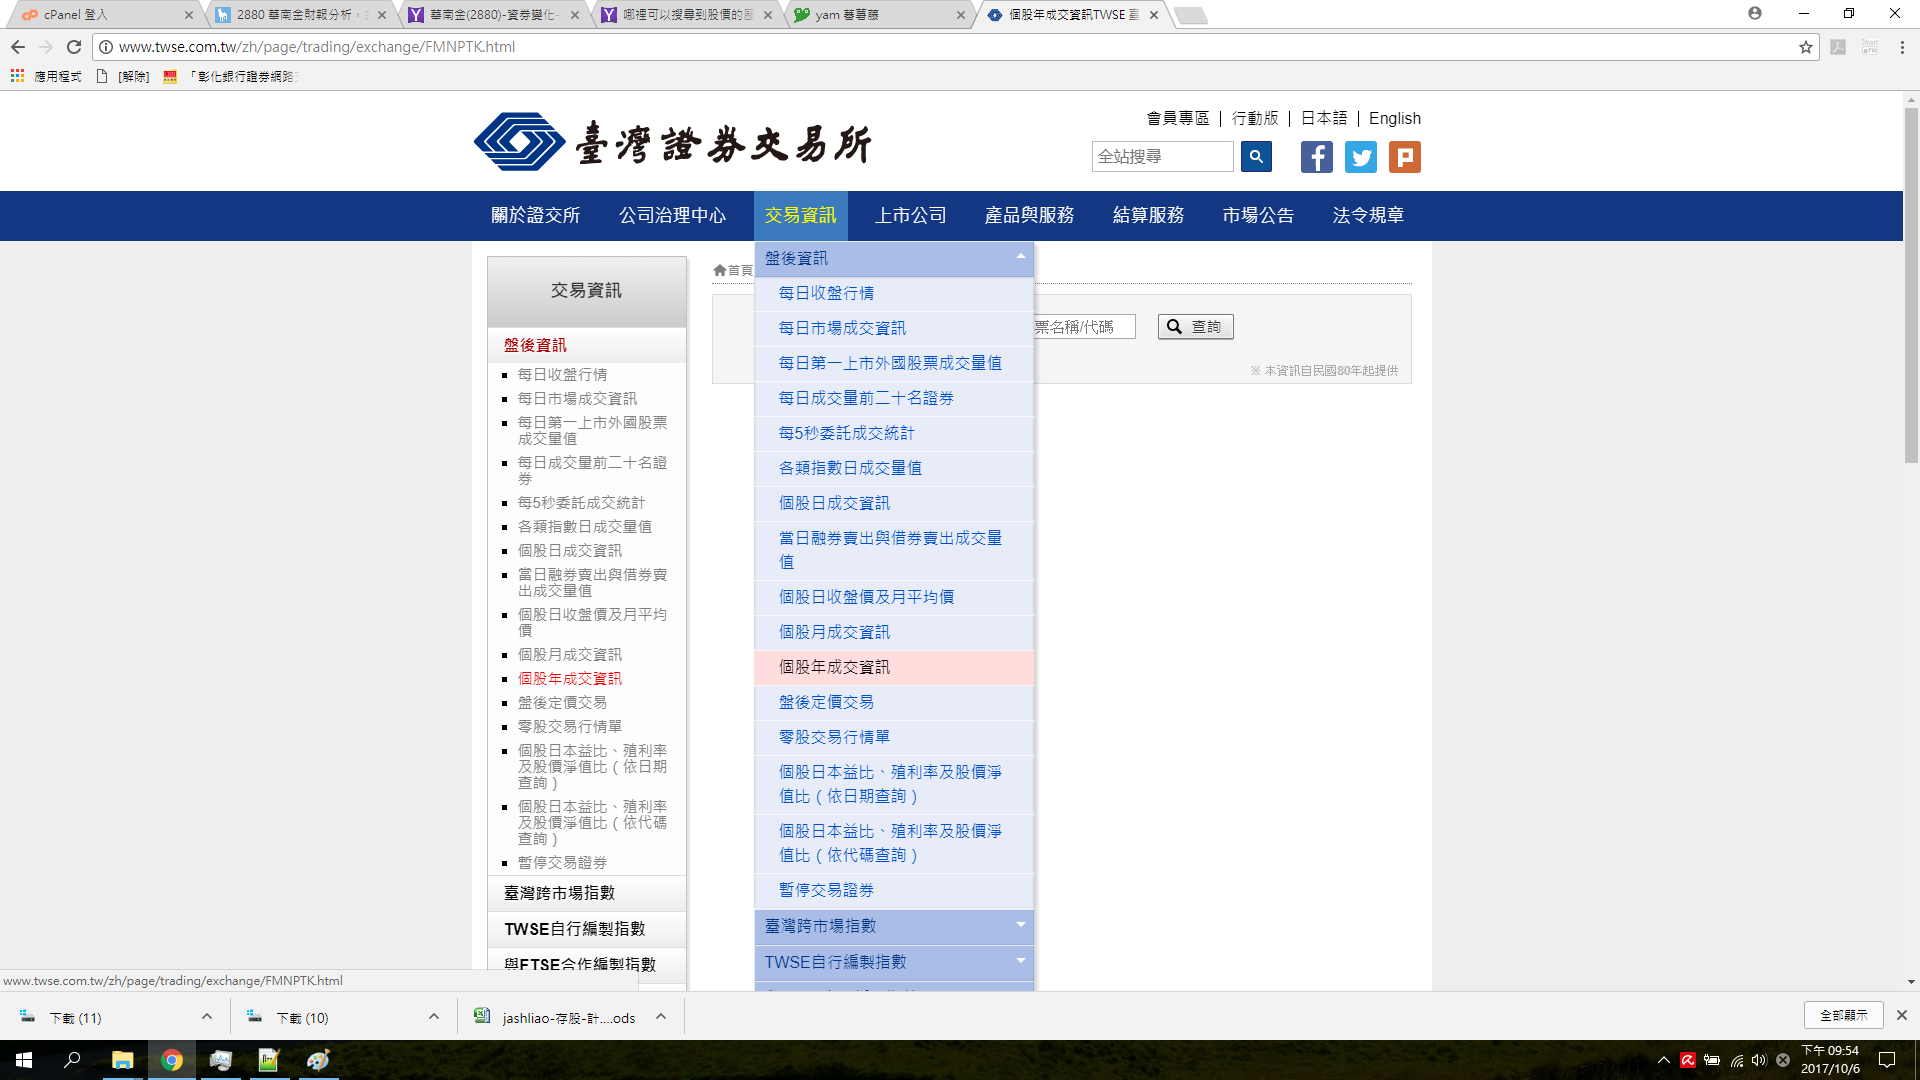 cPanel 登入
2880 華南金財報分析，
華南金(2880)-資券變化-
哪裡可以搜尋到股價的歷
yam 蕃薯藤
個股年成交資訊TWSE 臺
www.twse.com.tw/zh/page/trading/exchange/FMNPTK.html
應用程式
[解除]
「彰化銀行證券網路
臺灣證券交易所
會員專區 | 行動版 | 日本語 | English
全站搜尋
關於證交所
公司治理中心
交易資訊
上市公司
產品與服務
結算服務
市場公告
法令規章
交易資訊
盤後資訊
每日收盤行情
每日市場成交資訊
每日第一上市外國股票
成交量值
每日成交量前二十名證
券
每5秒委託成交統計
各類指數日成交量值
個股日成交資訊
當日融券賣出與借券賣
出成交量值
個股日收盤價及月平均
價
個股月成交資訊
個股年成交資訊
盤後定價交易
零股交易行情單
個股日本益比、殖利率
及股價淨值比（依日期
查詢）
個股日本益比、殖利率
及股價淨值比（依代碼
查詢）
暫停交易證券
臺灣跨市場指數
TWSE自行編製指數
與FTSE合作編製指數
首頁
盤後資訊
每日收盤行情
每日市場成交資訊
每日第一上市外國股票成交量值
每日成交量前二十名證券
每5秒委託成交統計
各類指數日成交量值
個股日成交資訊
當日融券賣出與借券賣出成交量
值
個股日收盤價及月平均價
個股月成交資訊
個股年成交資訊
盤後定價交易
零股交易行情單
個股日本益比、殖利率及股價淨
值比（依日期查詢）
個股日本益比、殖利率及股價淨
值比（依代碼查詢）
暫停交易證券
臺灣跨市場指數
TWSE自行編製指數
票名稱/代碼
查詢
※ 本資訊自民國80年起提供
www.twse.com.tw/zh/page/trading/exchange/FMNPTK.html
下載 (11)
下載 (10)
jashliao-存股-計....ods
全部顯示
下午 09:54
2017/10/6